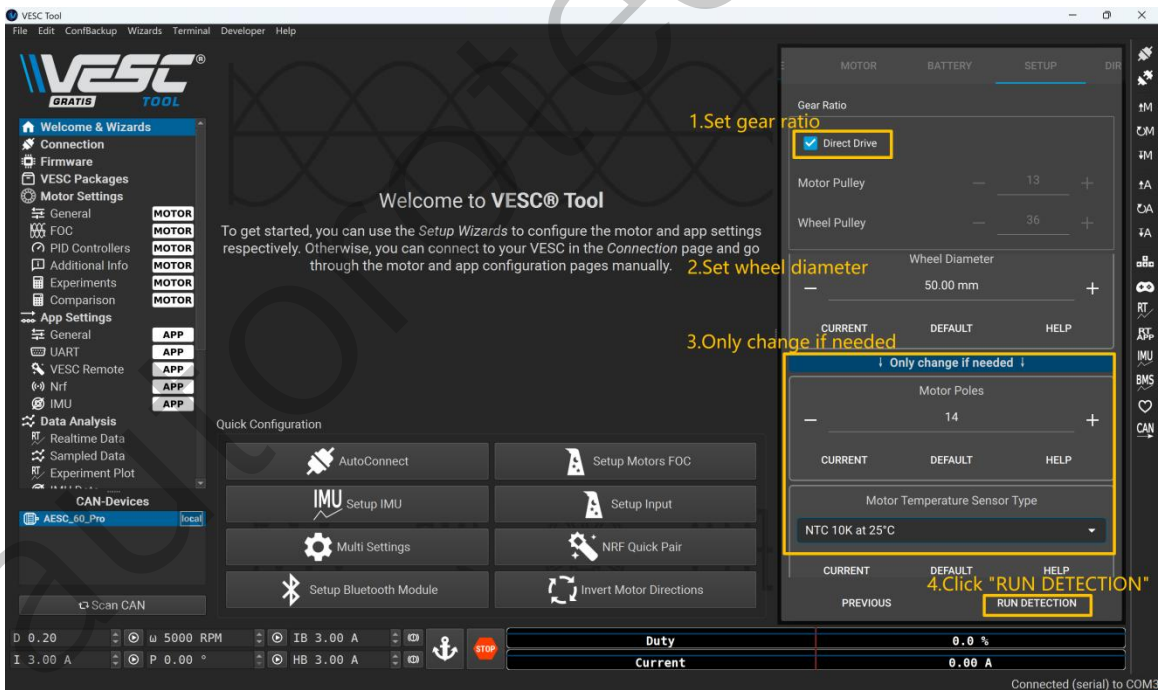 VESC Tool
File Edit ConfBackup Wizards Terminal Developer Help
VESC®
GRATIS TOOL
Welcome & Wizards
Connection
Firmware
VESC Packages
Motor Settings
General MOTOR
FOC MOTOR
PID Controllers MOTOR
Additional Info MOTOR
Experiments MOTOR
Comparison MOTOR
App Settings
General APP
UART APP
VESC Remote APP
Nrf APP
IMU APP
Data Analysis
Realtime Data
Sampled Data
Experiment Plot
CAN-Devices
AESC_60_Pro local
Scan CAN
Welcome to VESC® Tool
To get started, you can use the Setup Wizards to configure the motor and app settings
respectively. Otherwise, you can connect to your VESC in the Connection page and go
through the motor and app configuration pages manually.
Quick Configuration
AutoConnect
Setup Motors FOC
IMU Setup IMU
Setup Input
Multi Settings
NRF Quick Pair
Setup Bluetooth Module
Invert Motor Directions
MOTOR BATTERY SETUP DIR
Gear Ratio
1.Set gear ratio
Direct Drive
Motor Pulley — 13 +
Wheel Pulley — 36 +
2.Set wheel diameter
Wheel Diameter
— 50.00 mm +
CURRENT DEFAULT HELP
3.Only change if needed
↓ Only change if needed ↓
Motor Poles
— 14 +
CURRENT DEFAULT HELP
Motor Temperature Sensor Type
NTC 10K at 25°C
CURRENT DEFAULT HELP
4.Click "RUN DETECTION"
PREVIOUS RUN DETECTION
D 0.20 ω 5000 RPM IB 3.00 A
I 3.00 A P 0.00 ° HB 3.00 A
STOP
Duty 0.0 %
Current 0.00 A
Connected (serial) to COM3
M
M
M
A
A
A
RT
RT APP
IMU
BMS
CAN